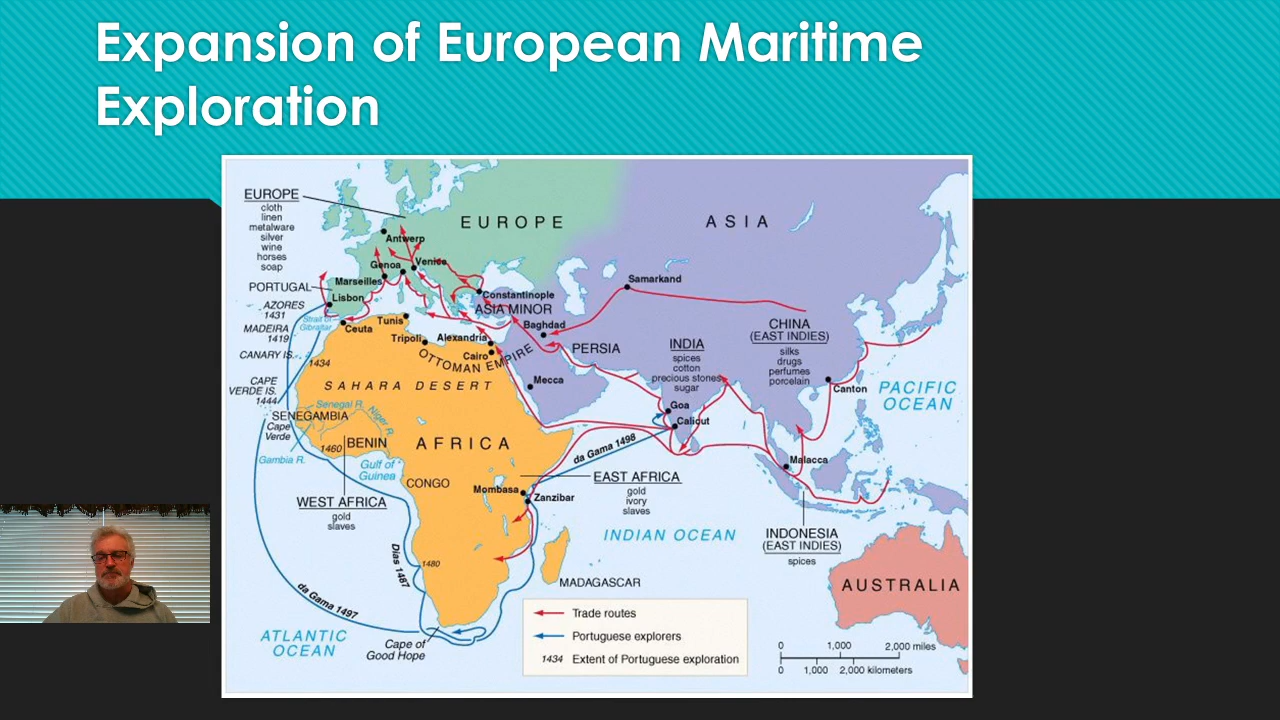 Expansion of European Maritime
Exploration
EUROPE
cloth
linen
metalware
silver
wine
horses
soap
EUROPE
ASIA
Antwerp
Genoa
Venice
Marseilles
PORTUGAL
Lisbon
AZORES
1431
MADEIRA
1419
Strait of
Gibraltar
Ceuta
Tunis
Tripoli
Alexandria
Cairo
Constantinople
ASIA MINOR
Baghdad
Samarkand
PERSIA
OTTOMAN EMPIRE
Mecca
INDIA
spices
cotton
precious stones
sugar
CHINA
(EAST INDIES)
silks
drugs
perfumes
porcelain
Canton
PACIFIC
OCEAN
CANARY IS.
1434
SAHARA DESERT
CAPE
VERDE IS.
1444
Senegal R.
SENEGAMBIA
Niger R.
Cape
Verde
Gambia R.
1460
BENIN
Gulf of
Guinea
AFRICA
CONGO
WEST AFRICA
gold
slaves
Goa
Calicut
da Gama 1498
Malacca
EAST AFRICA
gold
ivory
slaves
Mombasa
Zanzibar
INDIAN OCEAN
INDONESIA
(EAST INDIES)
spices
Dias 1487
1480
MADAGASCAR
AUSTRALIA
da Gama 1497
ATLANTIC
OCEAN
Cape of
Good Hope
Trade routes
Portuguese explorers
1434 Extent of Portuguese exploration
0 1,000 2,000 miles
0 1,000 2,000 kilometers